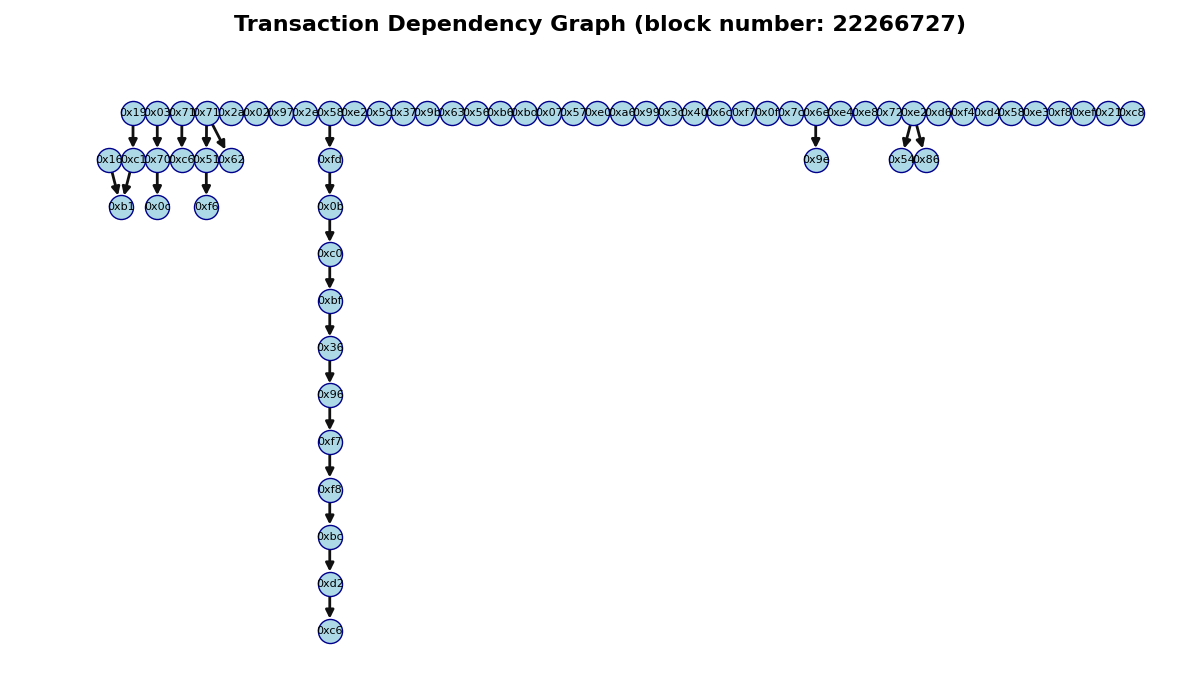 Transaction Dependency Graph (block number: 22266727)
0x19 0x03 0x71 0x71 0x2a 0x02 0x97 0x2e 0x58 0xe2 0x5c 0x37 0x9b 0x63 0x56 0xb6 0xbd 0x07 0x57 0xe0 0xa6 0x99 0x3c 0x40 0x6c 0xf7 0x0f 0x7c 0x6e 0xe4 0xe8 0x72 0xe2 0xd6 0xf4 0xd4 0x58 0xe3 0xf8 0xef 0x21 0xc8
0x16 0xc1 0x70 0xc6 0x51 0x62 0xfd 0x9e 0x54 0x86
0xb1 0x0c 0xf6 0x0b
0xc0
0xbf
0x36
0x96
0xf7
0xf8
0xbc
0xd2
0xc6